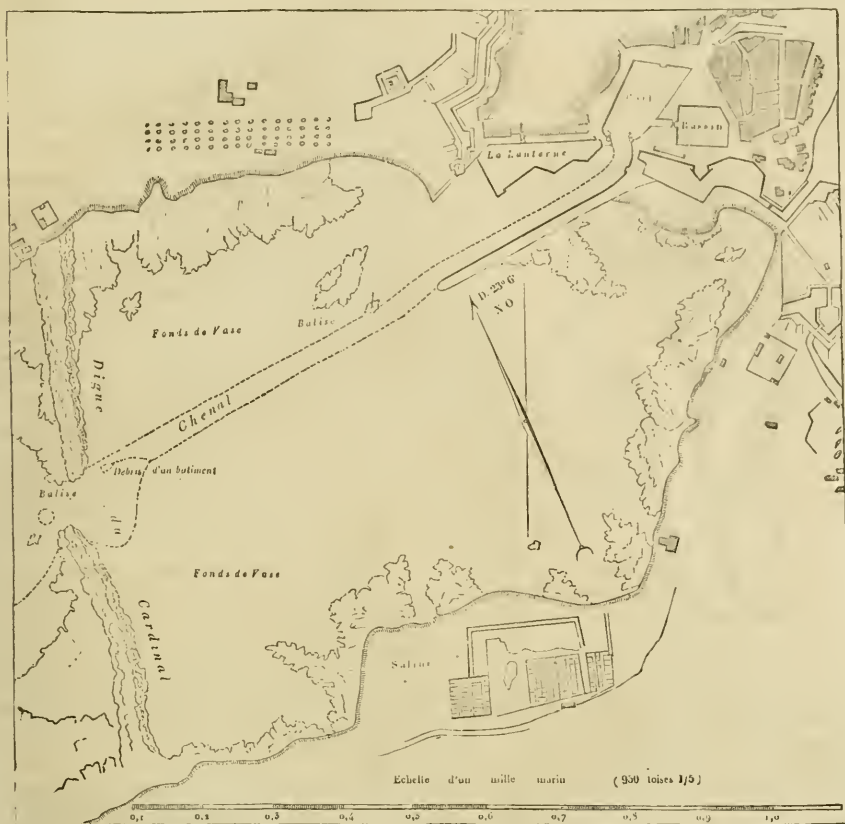 Port
Bassin
La Lanterne
D. 23º 6'
NO
Balise
Fonds de Vase
Digue
Chenal
Debris d'un batiment
Balise
du
Fonds de Vase
Cardinal
Saline
Echelle d'un mille marin (950 toises 1/5)
0,1 0,2 0,3 0,4 0,5 0,6 0,7 0,8 0,9 1,0